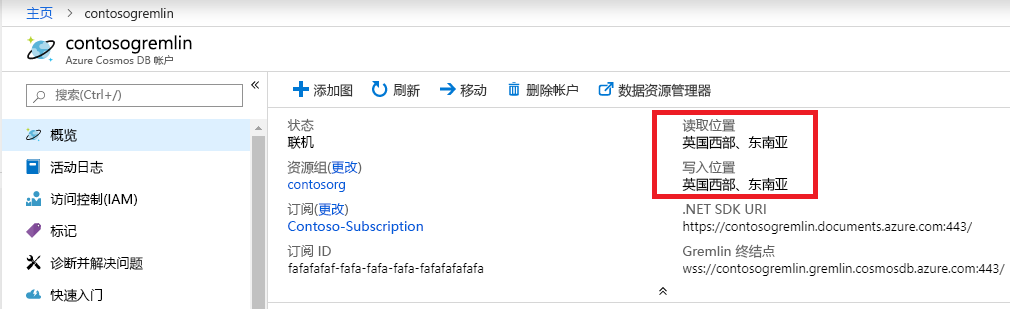 主页 > contosogremlin
contosogremlin
Azure Cosmos DB 帐户
搜索(Ctrl+/)
«
概览
活动日志
访问控制(IAM)
标记
诊断并解决问题
快速入门
添加图 刷新 移动 删除帐户 数据资源管理器
状态
联机
资源组(更改)
contosorg
订阅(更改)
Contoso-Subscription
订阅 ID
fafafafaf-fafa-fafa-fafa-fafafafafafa
读取位置
英国西部、东南亚
写入位置
英国西部、东南亚
.NET SDK URI
https://contosogremlin.documents.azure.com:443/
Gremlin 终结点
wss://contosogremlin.gremlin.cosmosdb.azure.com:443/